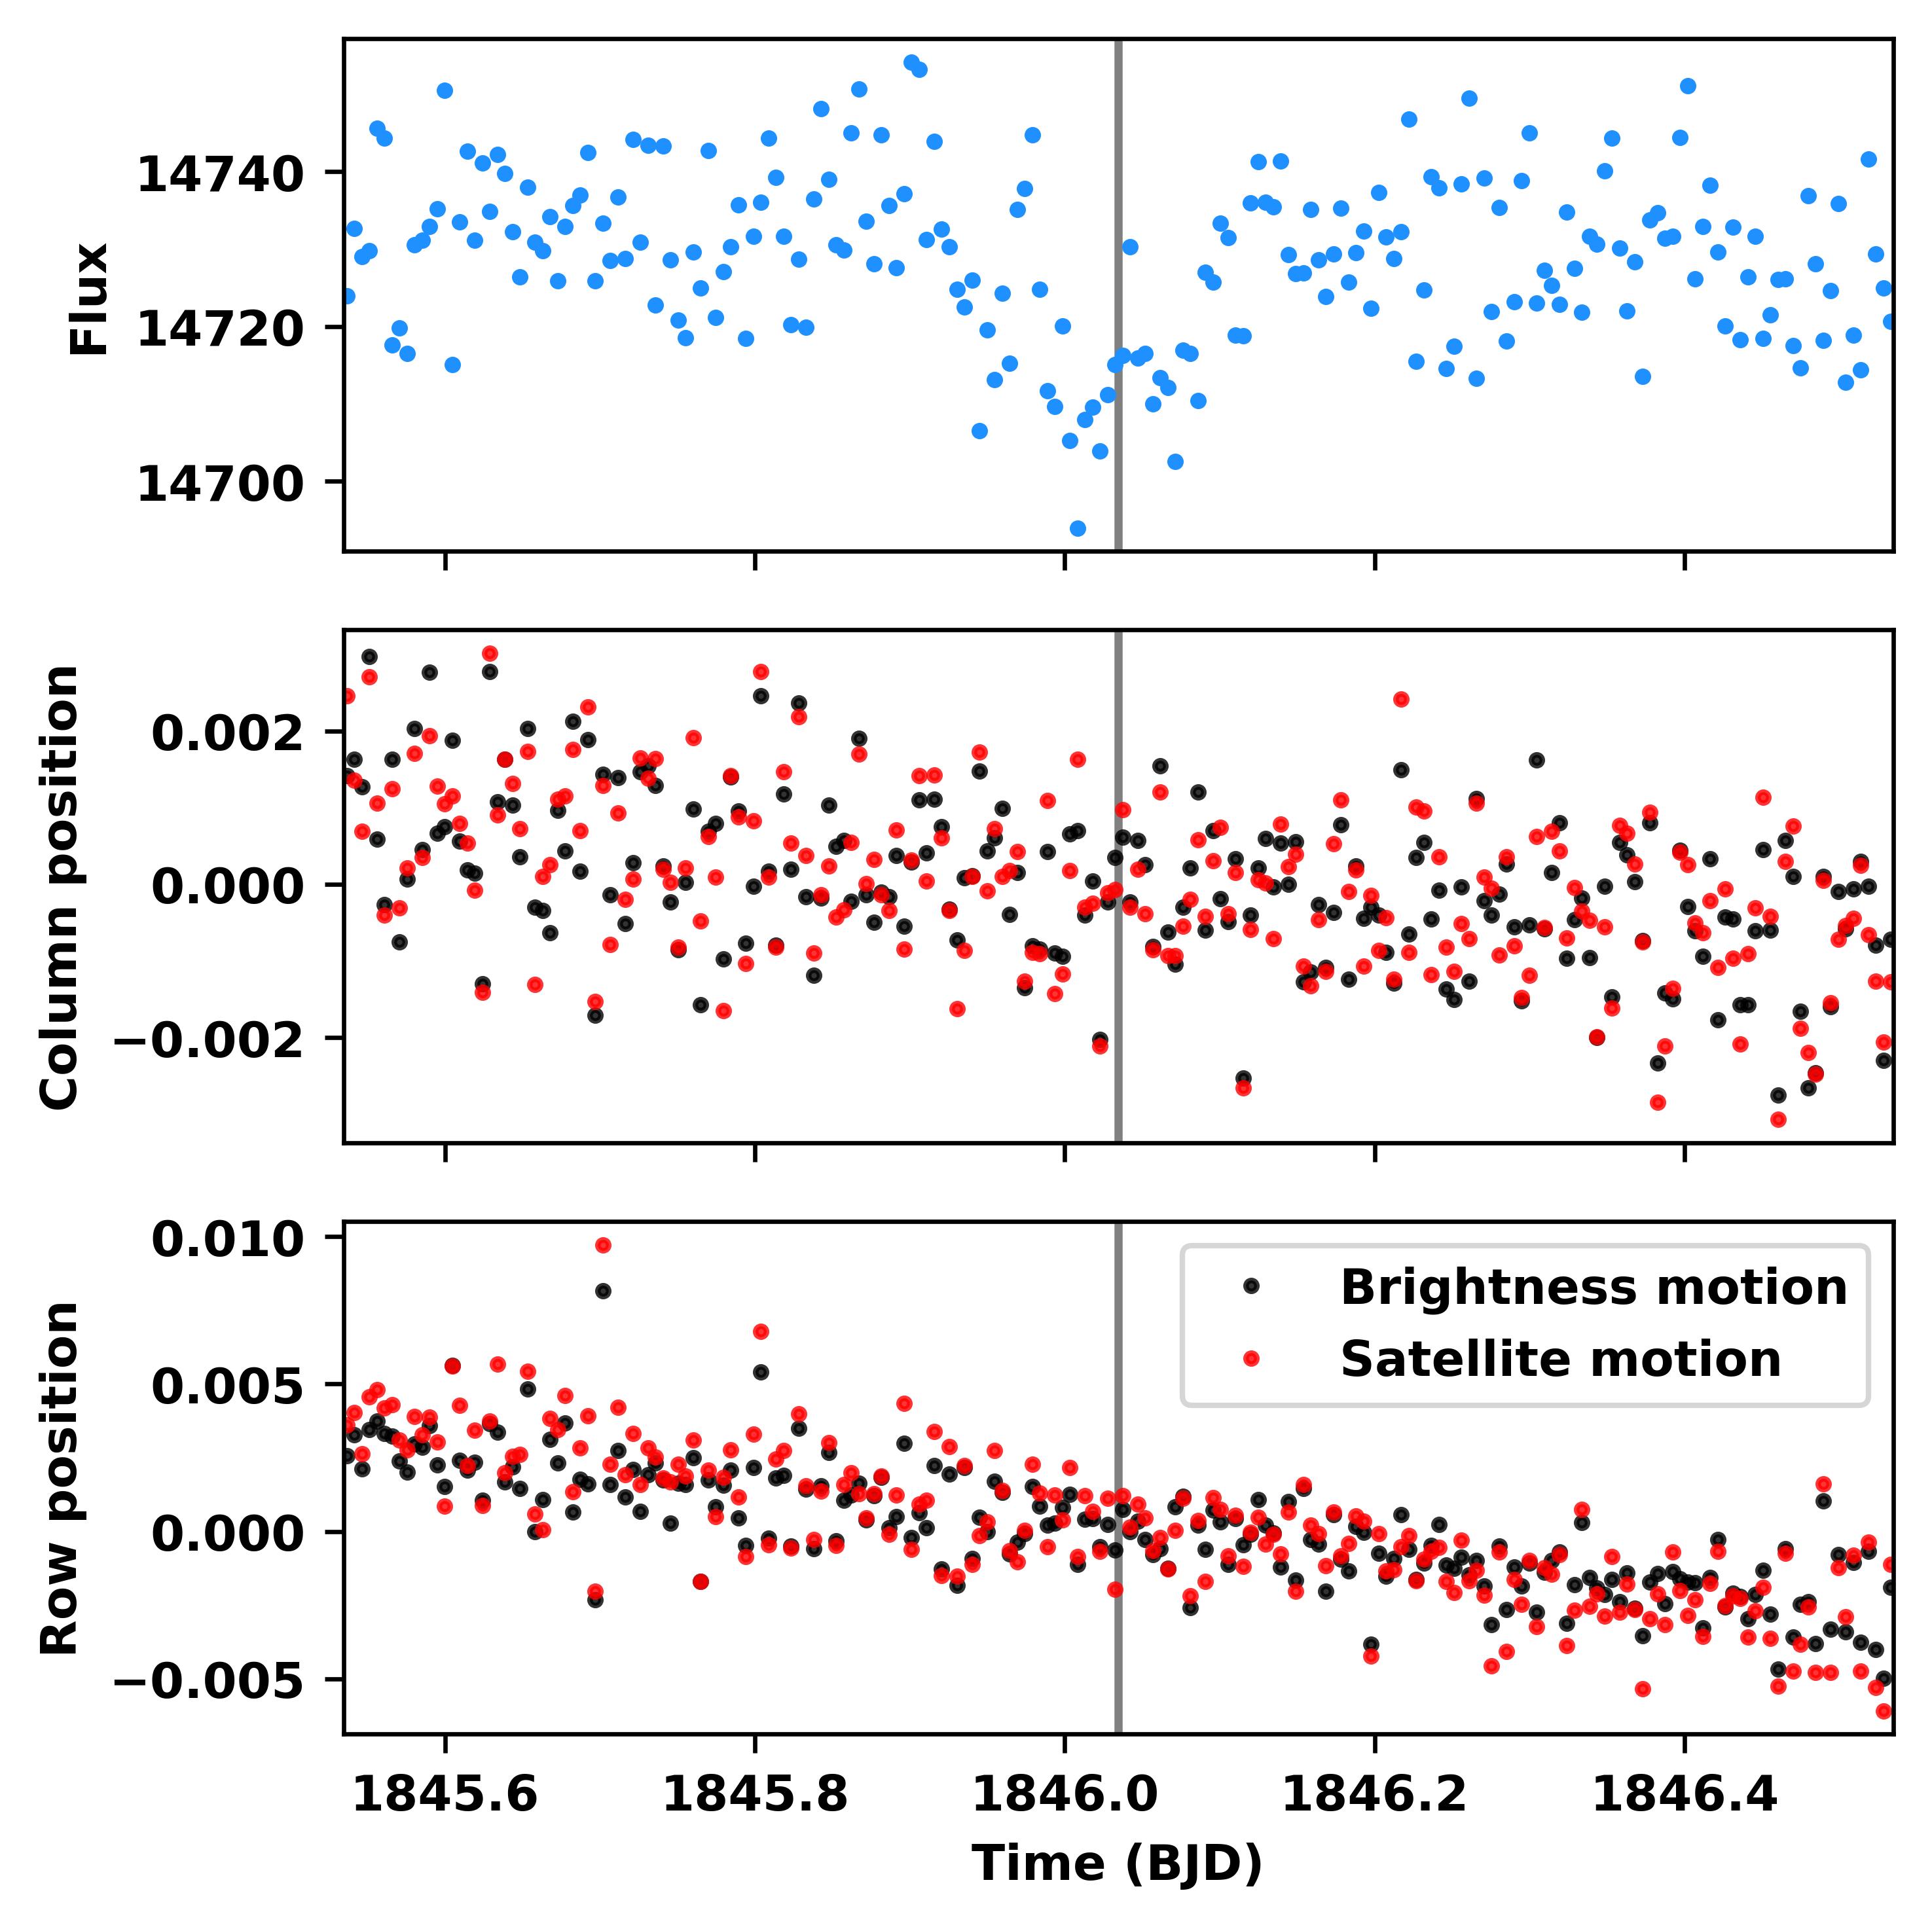 Flux
14740
14720
14700
Column position
0.002
0.000
−0.002
Row position
0.010
0.005
0.000
−0.005
Brightness motion
Satellite motion
1845.6 1845.8 1846.0 1846.2 1846.4
Time (BJD)